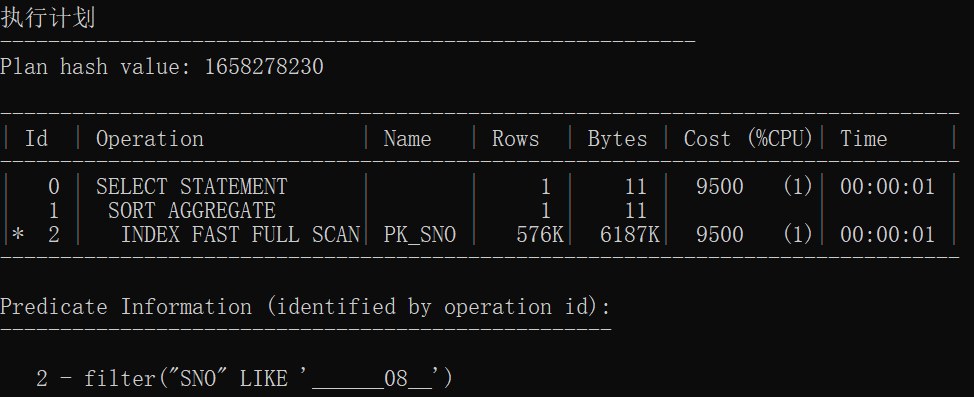 执行计划
----------------------------------------------------------
Plan hash value: 1658278230
--------------------------------------------------------------------------------
| Id  | Operation             | Name   | Rows  | Bytes | Cost (%CPU)| Time     |
--------------------------------------------------------------------------------
|   0 | SELECT STATEMENT      |        |     1 |    11 |  9500   (1)| 00:00:01 |
|   1 |  SORT AGGREGATE       |        |     1 |    11 |            |          |
|*  2 |   INDEX FAST FULL SCAN| PK_SNO |   576K|  6187K|  9500   (1)| 00:00:01 |
--------------------------------------------------------------------------------
Predicate Information (identified by operation id):
---------------------------------------------------
2 - filter("SNO" LIKE '______08__')